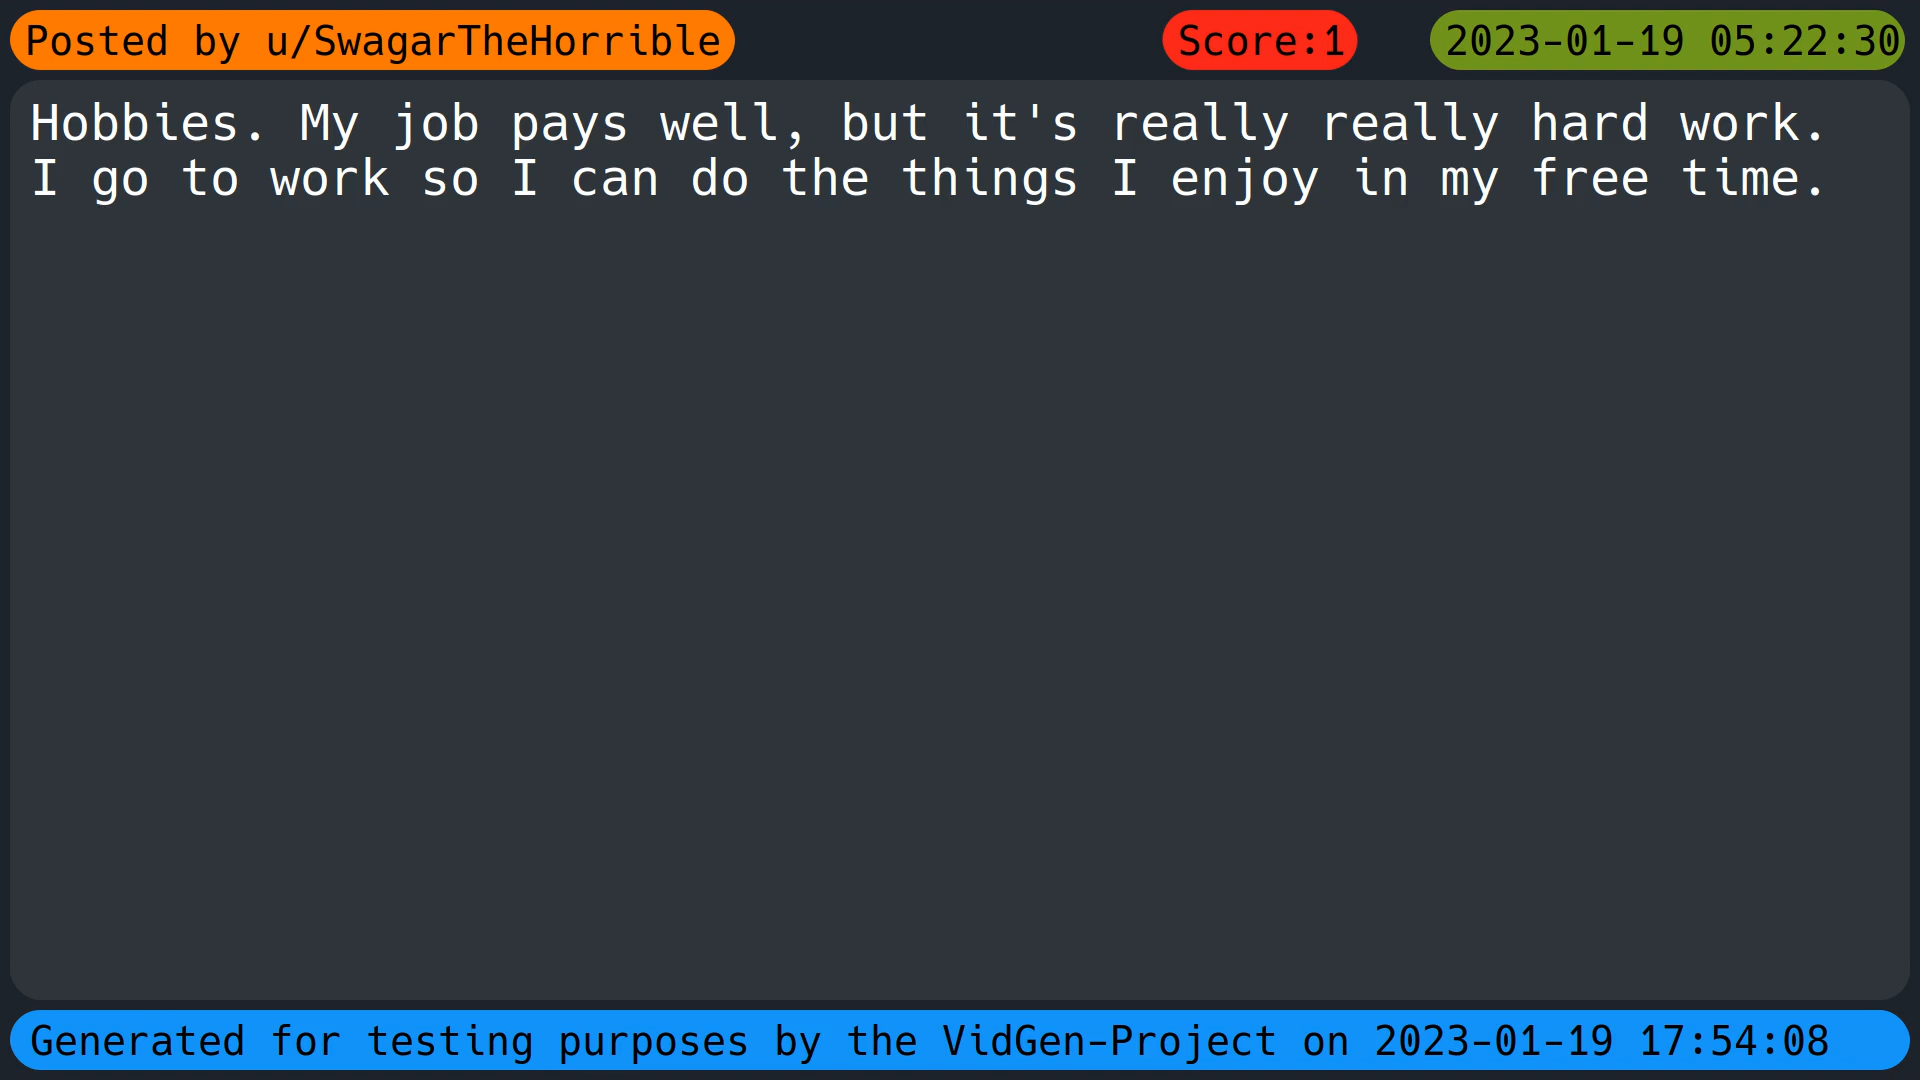 Posted by u/SwagarTheHorrible
Score:1
2023-01-19 05:22:30
Hobbies. My job pays well, but it's really really hard work.
I go to work so I can do the things I enjoy in my free time.
Generated for testing purposes by the VidGen-Project on 2023-01-19 17:54:08